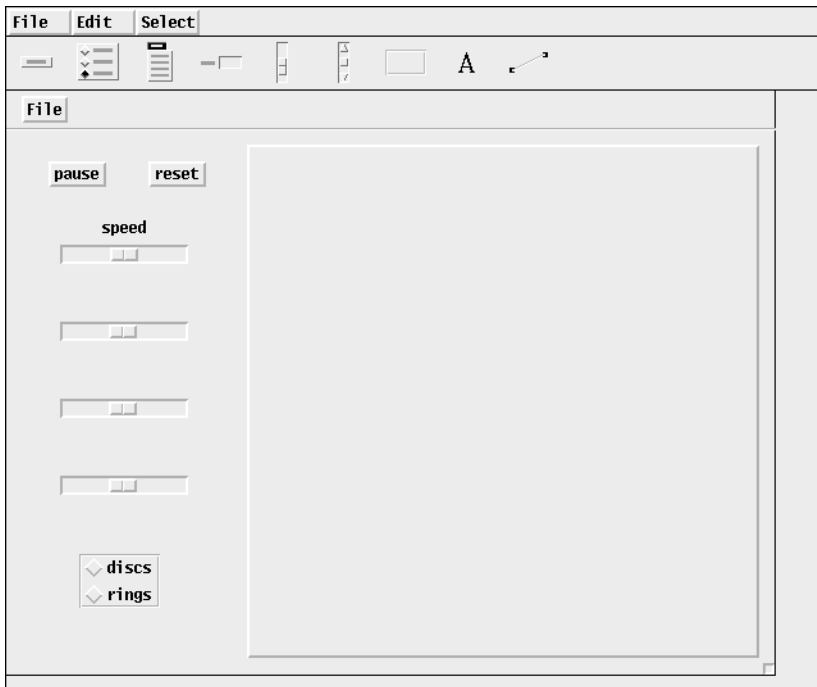 File Edit Select
A
File
pause reset
speed
discs
rings